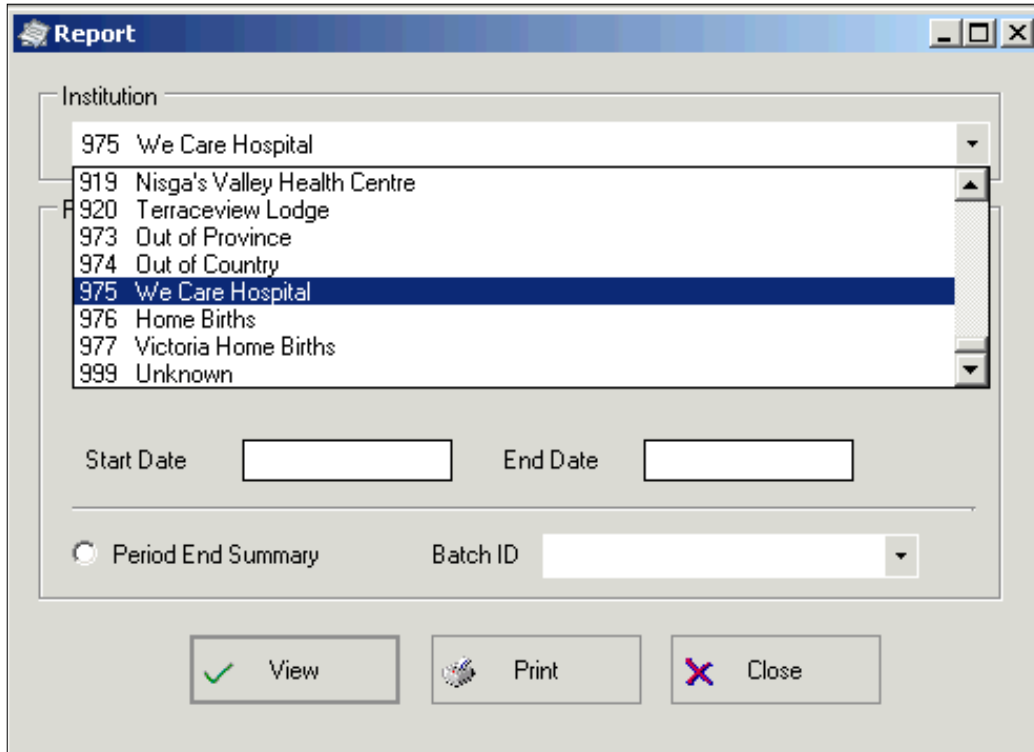 Report
Institution
975 We Care Hospital
919 Nisga's Valley Health Centre
920 Terraceview Lodge
973 Out of Province
974 Out of Country
975 We Care Hospital
976 Home Births
977 Victoria Home Births
999 Unknown
Start Date End Date
Period End Summary Batch ID
View Print Close